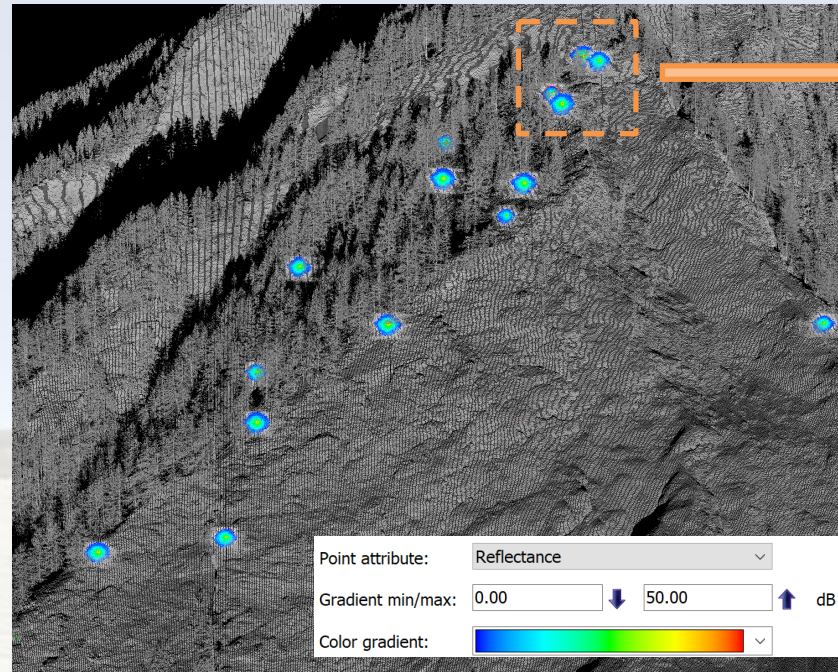 Point attribute: Reflectance
Gradient min/max: 0.00 50.00 dB
Color gradient: